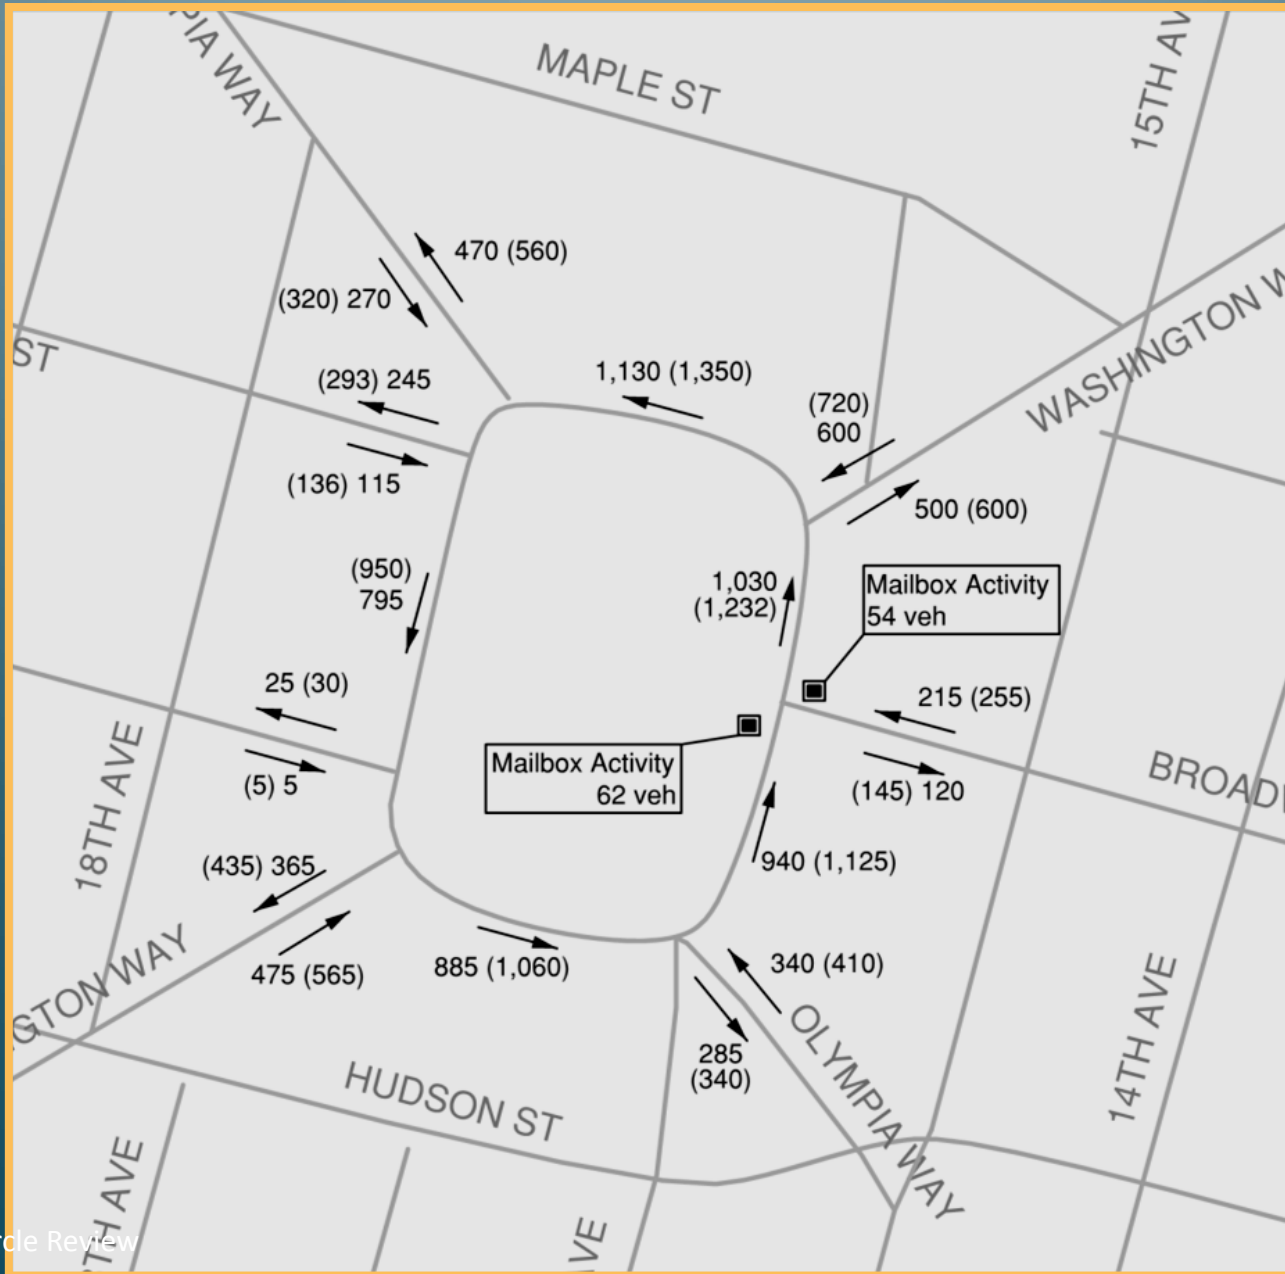 PIA WAY
MAPLE ST
15TH AV
470 (560)
(320) 270
ST
(293) 245
1,130 (1,350)
(720)
600
WASHINGTON W
(136) 115
500 (600)
(950)
795
1,030
(1,232)
Mailbox Activity
54 veh
25 (30)
215 (255)
(5) 5
Mailbox Activity
62 veh
(145) 120
BROADW
18TH AVE
(435) 365
940 (1,125)
475 (565)
885 (1,060)
340 (410)
GTON WAY
285
(340)
OLYMPIA WAY
14TH AVE
HUDSON ST
TH AVE
VE
rcle Review